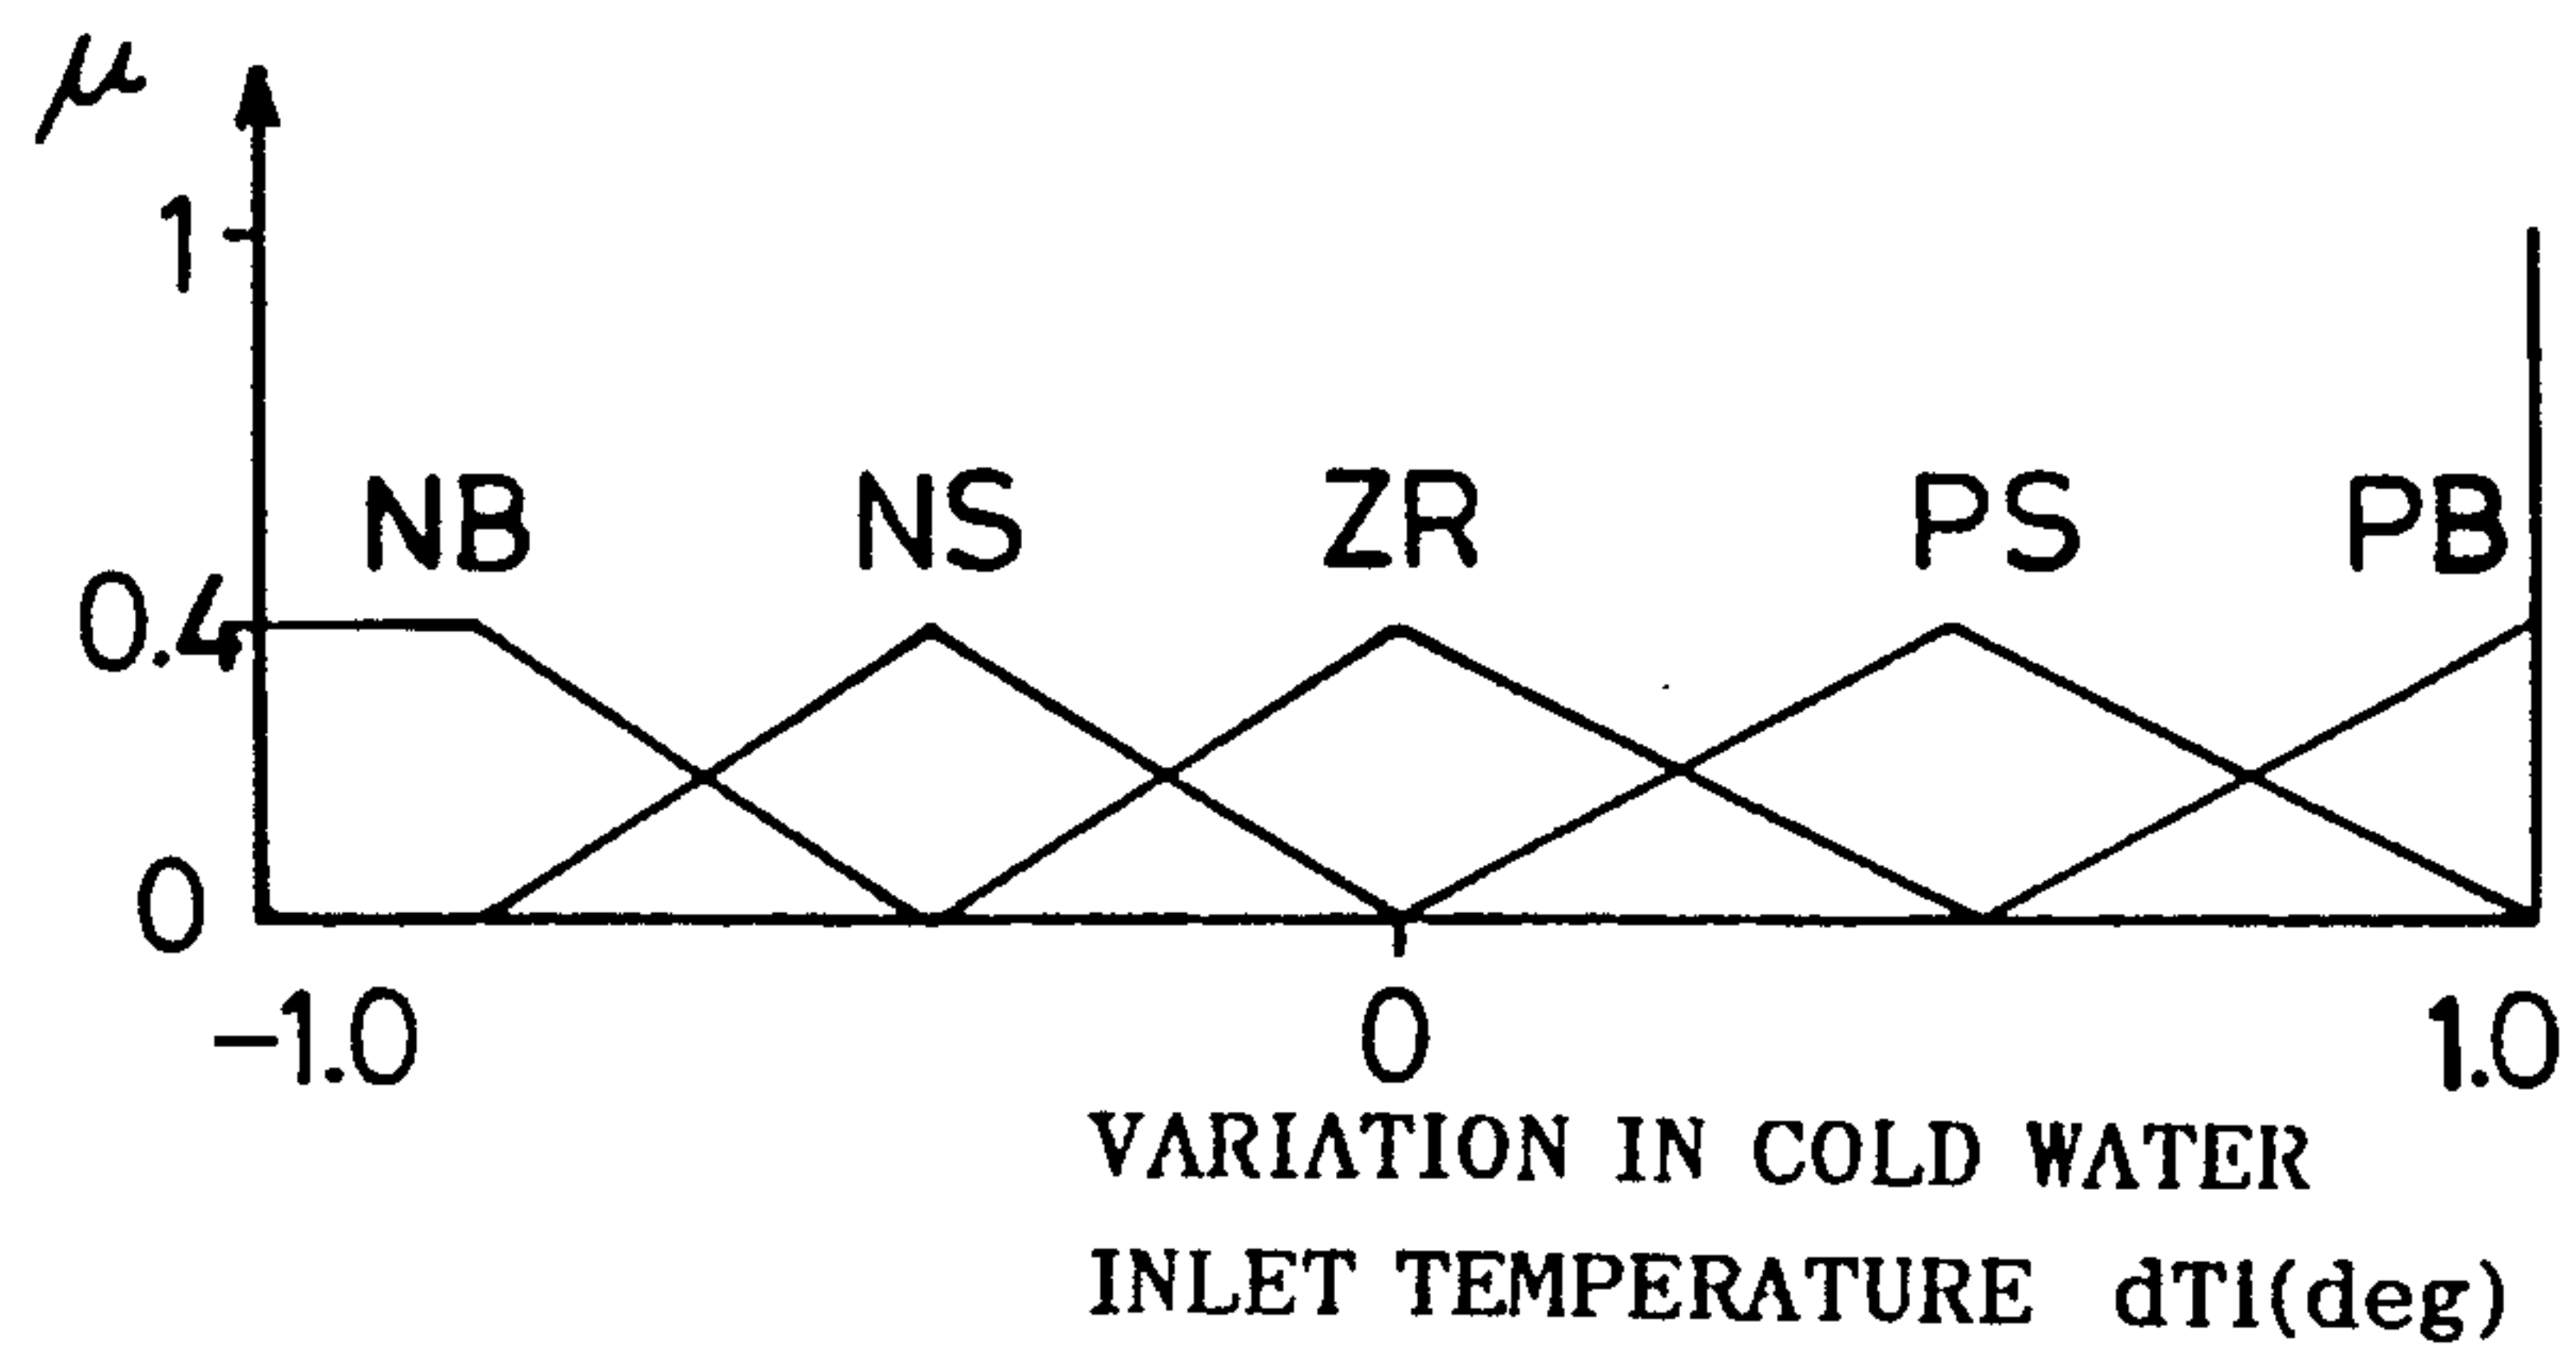 μ
1
NB NS ZR PS PB
0.4
0
-1.0 0 1.0
VARIATION IN COLD WATER
INLET TEMPERATURE dTi(deg)